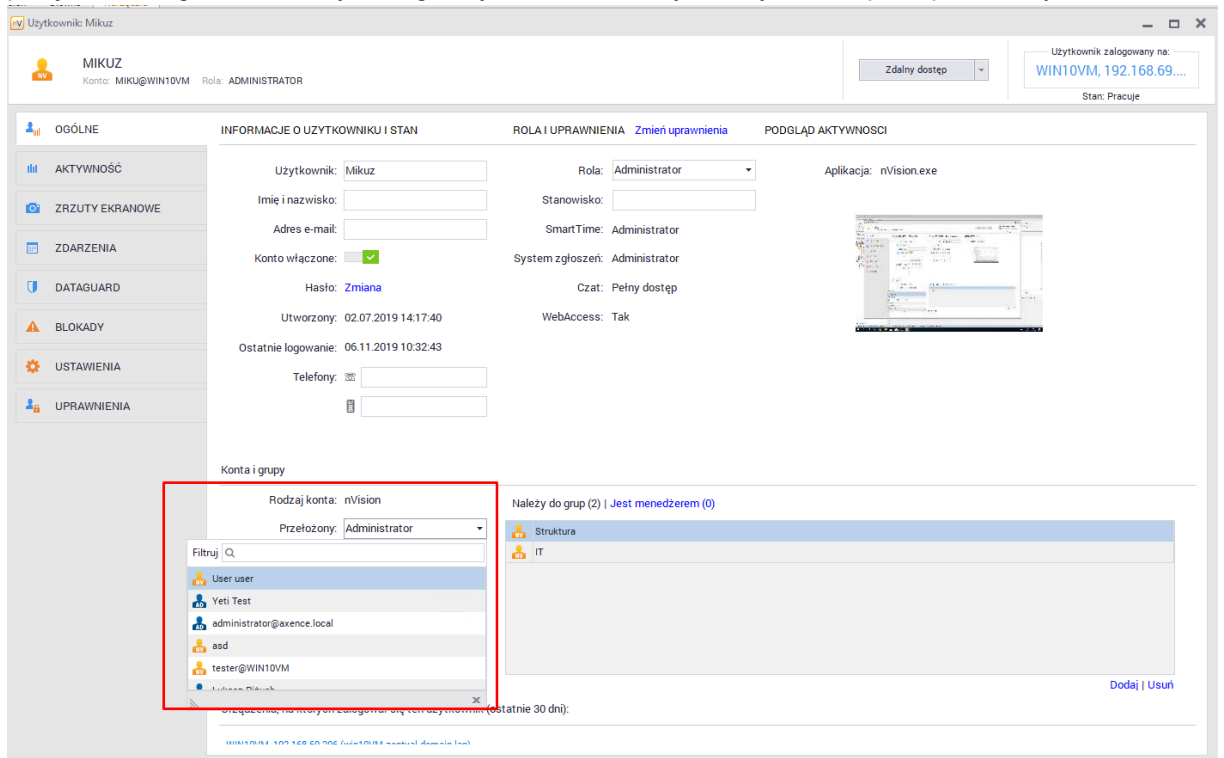 Użytkownik: Mikuz
MIKUZ
Konto: MIKU@WIN10VM Rola: ADMINISTRATOR
Zdalny dostęp
Użytkownik zalogowany na:
WIN10VM, 192.168.69....
Stan: Pracuje
OGÓLNE
AKTYWNOŚĆ
ZRZUTY EKRANOWE
ZDARZENIA
DATAGUARD
BLOKADY
USTAWIENIA
UPRAWNIENIA
INFORMACJE O UZYTKOWNIKU I STAN
Użytkownik: Mikuz
Imię i nazwisko:
Adres e-mail:
Konto włączone:
Hasło: Zmiana
Utworzony: 02.07.2019 14:17:40
Ostatnie logowanie: 06.11.2019 10:32:43
Telefony:
ROLA I UPRAWNIENIA Zmień uprawnienia
Rola: Administrator
Stanowisko:
SmartTime: Administrator
System zgłoszeń: Administrator
Czat: Pełny dostęp
WebAccess: Tak
PODGLĄD AKTYWNOSCI
Aplikacja: nVision.exe
Konta i grupy
Rodzaj konta: nVision
Przełożony: Administrator
Filtruj
User user
Yeti Test
administrator@axence.local
asd
tester@WIN10VM
Należy do grup (2) | Jest menedżerem (0)
Struktura
IT
Dodaj | Usuń
(ostatnie 30 dni):